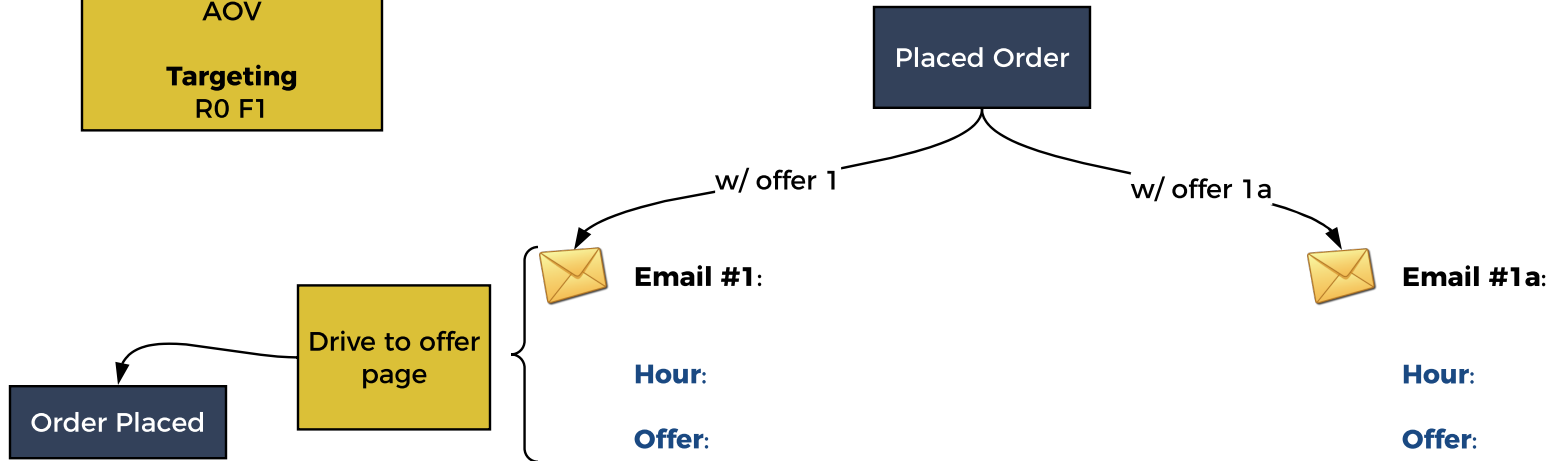 AOV
Targeting
R0 F1
Placed Order
w/ offer 1
w/ offer 1a
Email #1:
Email #1a:
Drive to offer
page
Hour:
Hour:
Order Placed
Offer:
Offer: